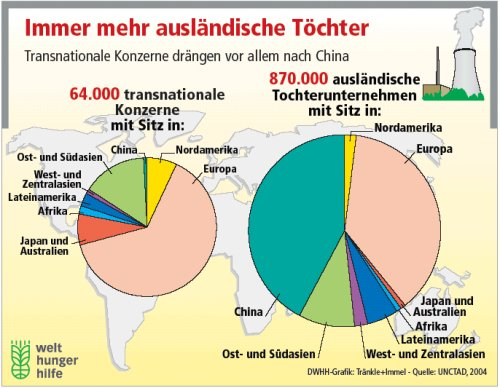 Immer mehr ausländische Töchter
Transnationale Konzerne drängen vor allem nach China
64.000 transnationale
Konzerne
mit Sitz in:
870.000 ausländische
Tochterunternehmen
mit Sitz in:
China
Nordamerika
Ost- und Südasien
Europa
West- und
Zentralasien
Lateinamerika
Afrika
Japan und
Australien
Nordamerika
Europa
China
Japan und
Australien
Afrika
Lateinamerika
Ost- und Südasien
West- und Zentralasien
welt
hunger
hilfe
DWHH-Grafik: Tränkle+Immel - Quelle: UNCTAD, 2004